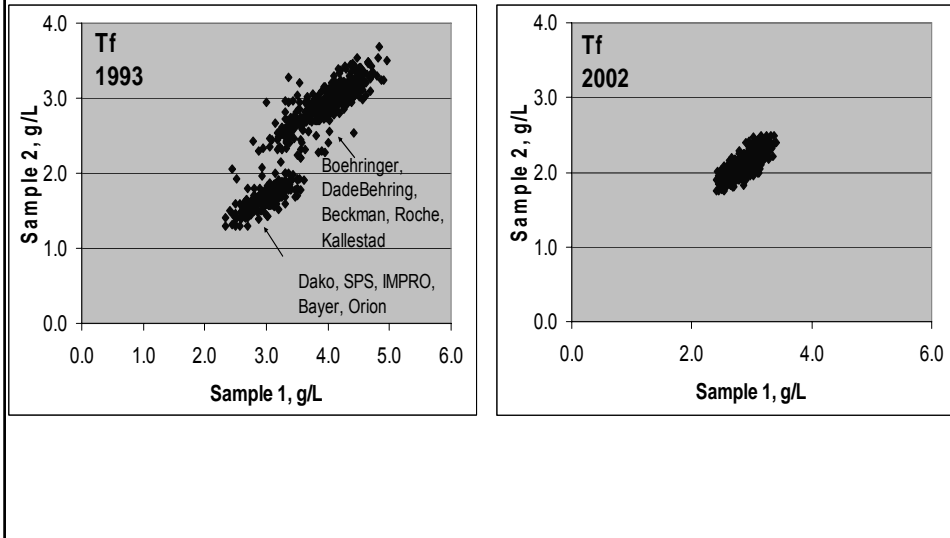 Tf
1993
4.0
3.0
2.0
1.0
0.0
Sample 2, g/L
Boehringer,
DadeBehring,
Beckman, Roche,
Kallestad
Dako, SPS, IMPRO,
Bayer, Orion
0.0 1.0 2.0 3.0 4.0 5.0 6.0
Sample 1, g/L
Tf
2002
4.0
3.0
2.0
1.0
0.0
Sample 2, g/L
0.0 2.0 4.0 6.0
Sample 1, g/L